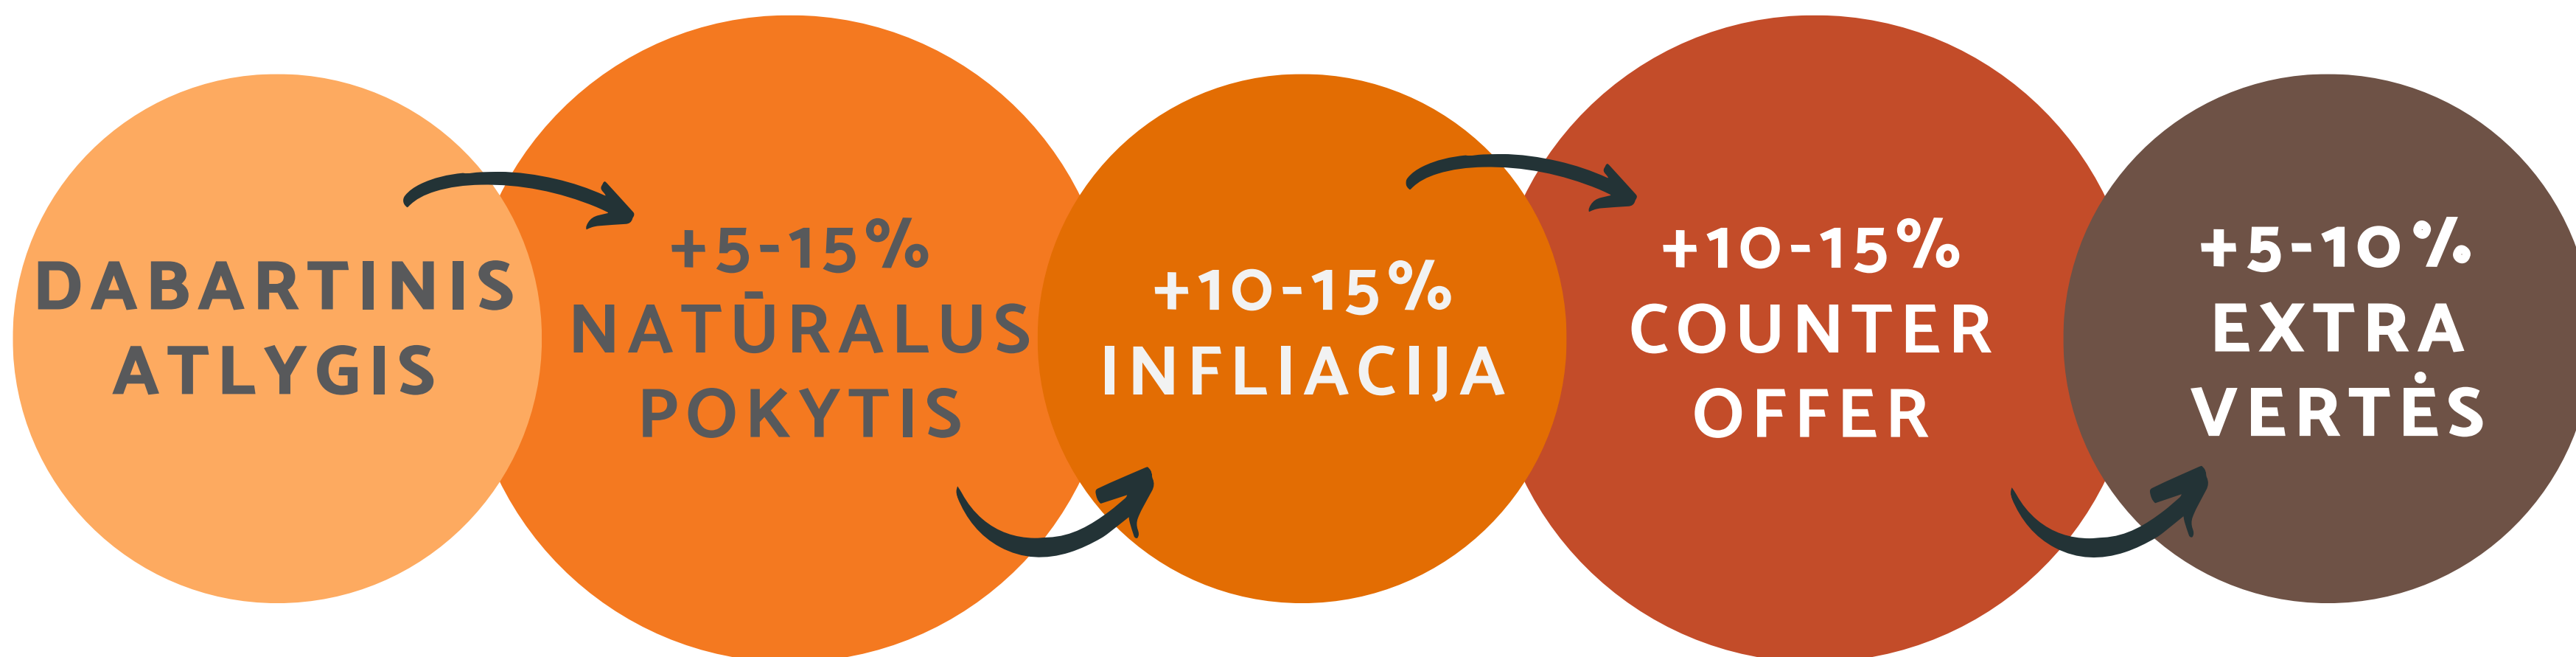 DABARTINIS
ATLYGIS
+5-15%
NATŪRALUS
POKYTIS
+10-15%
INFLIACIJA
+10-15%
COUNTER
OFFER
+5-10%
EXTRA
VERTĖS